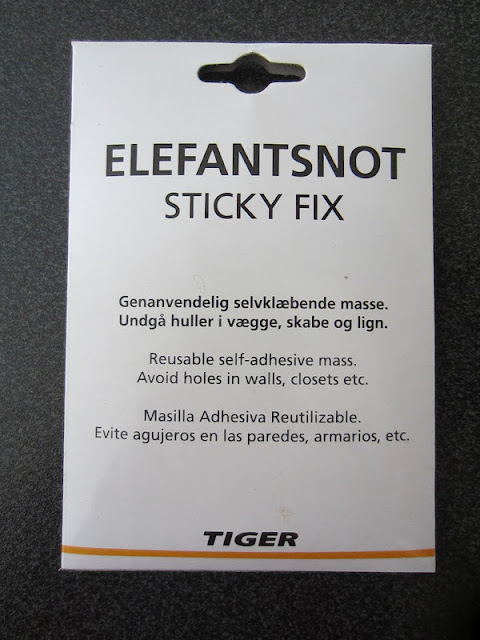 ELEFANTSNOT
STICKY FIX
Genanvendelig selvklæbende masse.
Undgå huller i vægge, skabe og lign.
Reusable self-adhesive mass.
Avoid holes in walls, closets etc.
Masilla Adhesiva Reutilizable.
Evite agujeros en las paredes, armarios, etc.
TIGER